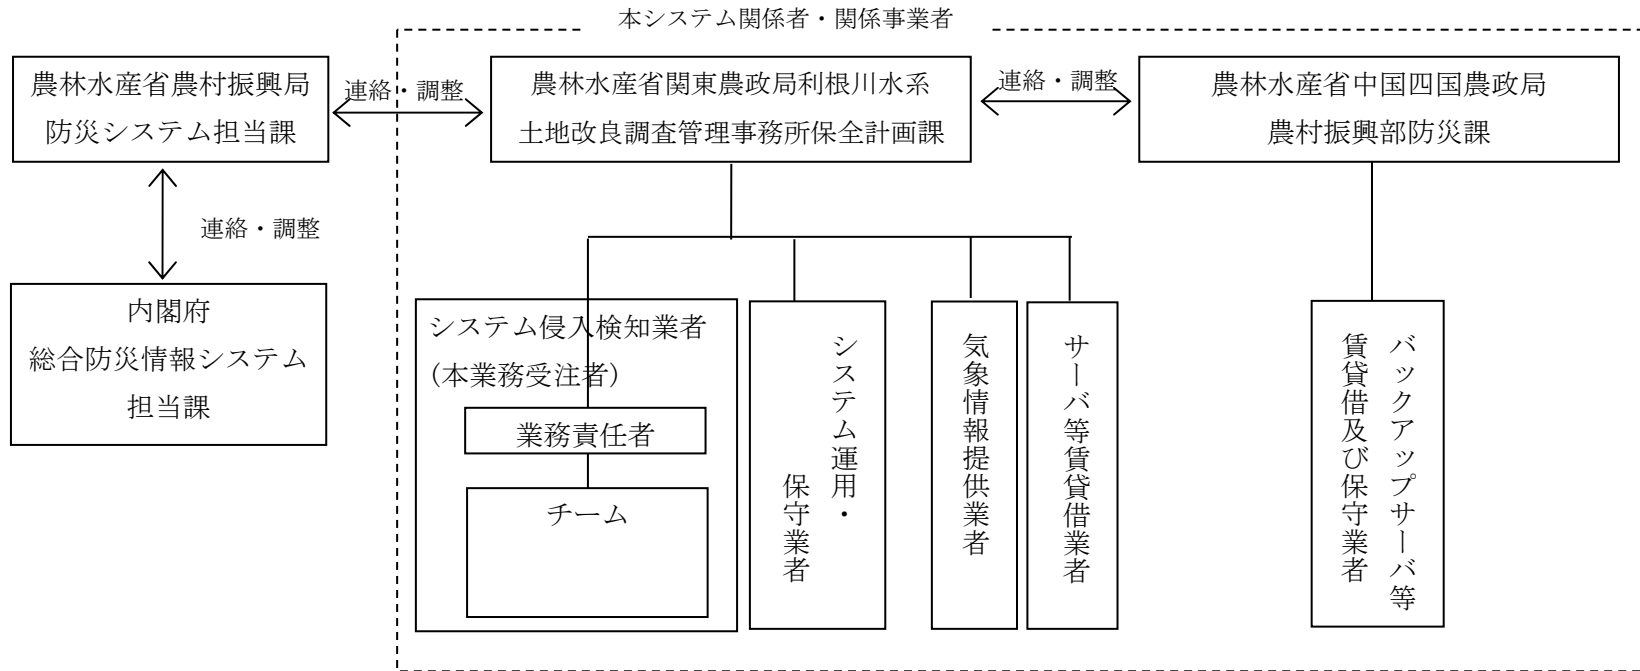 本システム関係者・関係事業者
農林水産省農村振興局
防災システム担当課
連絡・調整
農林水産省関東農政局利根川水系
土地改良調査管理事務所保全計画課
連絡・調整
農林水産省中国四国農政局
農村振興部防災課
連絡・調整
内閣府
総合防災情報システム
担当課
システム侵入検知業者
(本業務受注者)
業務責任者
チーム
システム運用・
保守業者
気象情報提供業者
サーバ等賃貸借業者
バックアップサーバ等
賃貸借及び保守業者